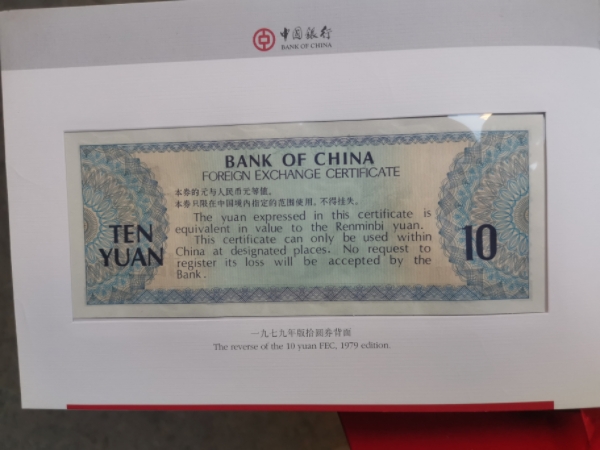 中国银行
BANK OF CHINA
BANK OF CHINA
FOREIGN EXCHANGE CERTIFICATE
本券的元与人民币元等值。
本券只限在中国境内指定的范围使用,不得挂失。
The yuan expressed in this certificate is
equivalent in value to the Renminbi yuan.
This certificate can only be used within
China at designated places. No request to
register its loss will be accepted by the
Bank.
TEN
YUAN
10
一九七九年版拾圆券背面
The reverse of the 10 yuan FEC, 1979 edition.